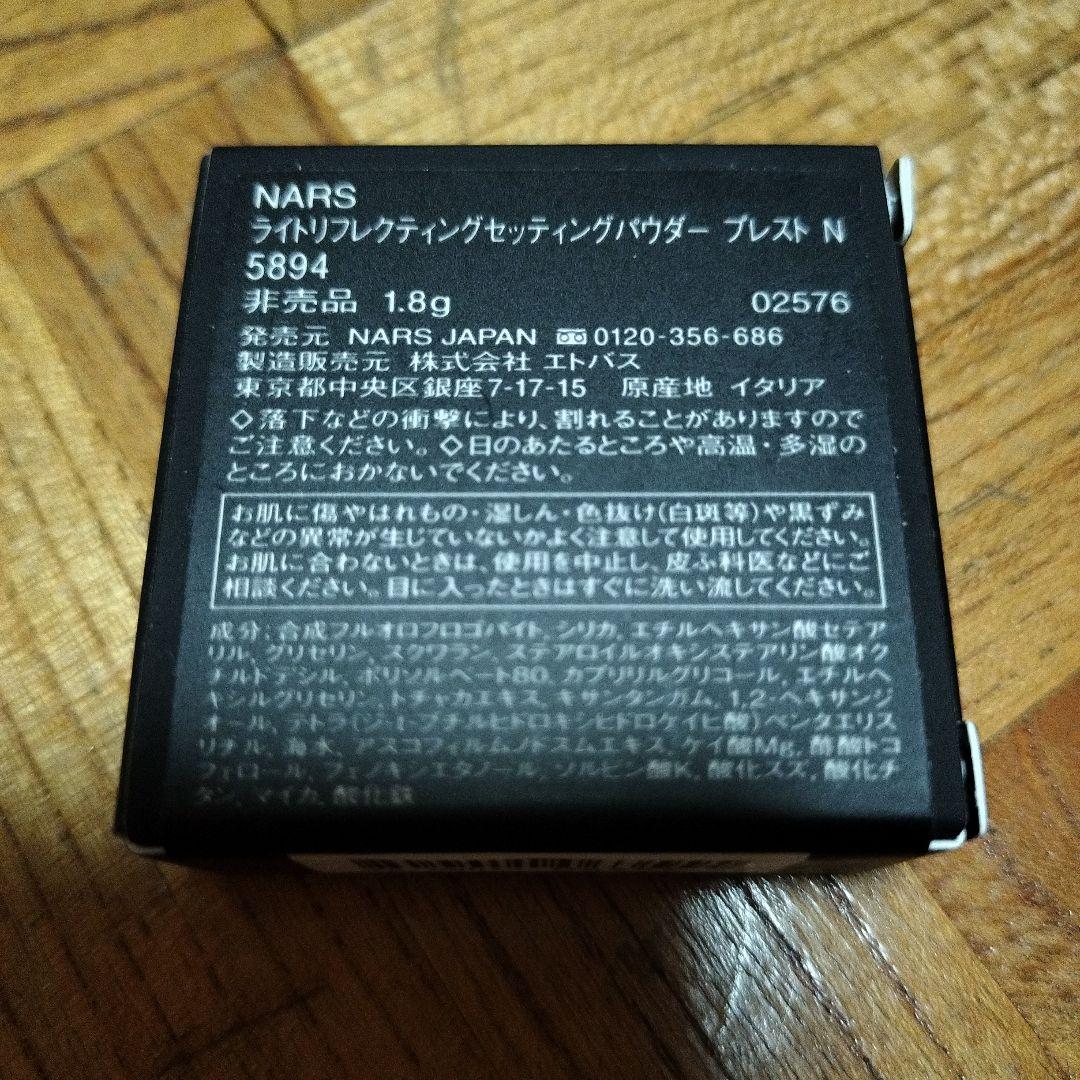 NARS
ライトリフレクティングセッティングパウダー プレスト N
5894
非売品 1.8g 02576
発売元 NARS JAPAN 0120-356-686
製造販売元 株式会社 エトバス
東京都中央区銀座7-17-15 原産地 イタリア
◇落下などの衝撃により、割れることがありますので
ご注意ください。◇日のあたるところや高温・多湿の
ところにおかないでください。
お肌に傷やはれもの・湿しん・色抜け(白斑等)や黒ずみ
などの異常が生じていないかよく注意して使用してください。
お肌に合わないときは、使用を中止し、皮ふ科医などにご
相談ください。目に入ったときはすぐに洗い流してください。
成分:合成フルオロフロゴパイト, シリカ, エチルヘキサン酸セテア
リル, グリセリン, スクワラン, ステアロイルオキシステアリン酸オク
チルドデシル, ポリソルベート80, カプリリルグリコール, エチルヘ
キシルグリセリン, トチャカエキス, キサンタンガム, 1,2-ヘキサンジ
オール, テトラ(ジ-t-ブチルヒドロキシヒドロケイヒ酸)ペンタエリス
リチル, 海水, アスコフィルムノドスムエキス, ケイ酸Mg, 酢酸トコ
フェロール, フェノキシエタノール, ソルビン酸K, 酸化スズ, 酸化チ
タン, マイカ, 酸化鉄